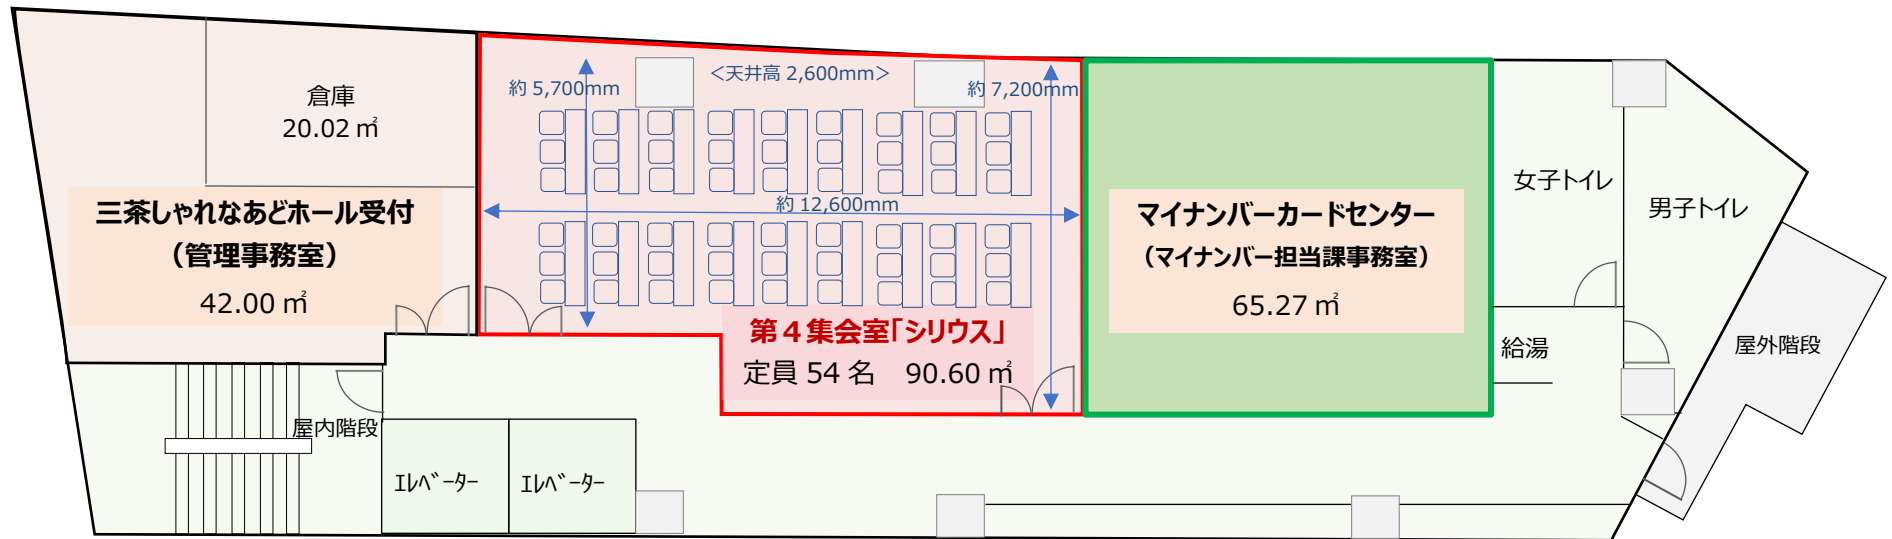 倉庫
20.02 ㎡
三茶しゃれなあどホール受付
（管理事務室）
42.00 ㎡
約 5,700mm
＜天井高 2,600mm＞
約 7,200mm
約 12,600mm
第４集会室「シリウス」
定員 54 名　90.60 ㎡
マイナンバーカードセンター
（マイナンバー担当課事務室）
65.27 ㎡
女子トイレ
男子トイレ
給湯
屋外階段
屋内階段
ｴﾚﾍﾞｰﾀｰ
ｴﾚﾍﾞｰﾀｰ